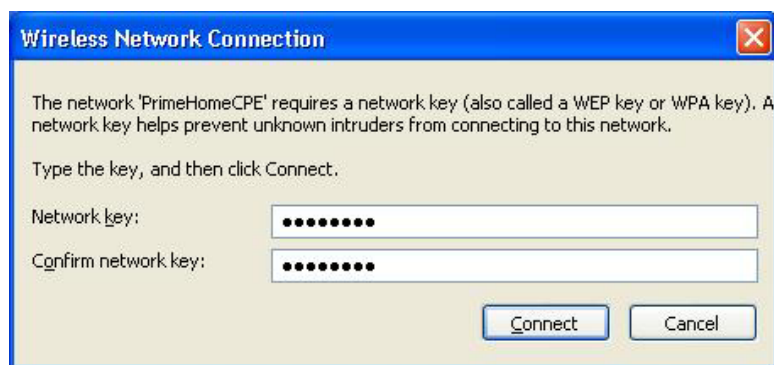 Wireless Network Connection
The network 'PrimeHomeCPE' requires a network key (also called a WEP key or WPA key). A
network key helps prevent unknown intruders from connecting to this network.
Type the key, and then click Connect.
Network key: ••••••••
Confirm network key: ••••••••
Connect Cancel